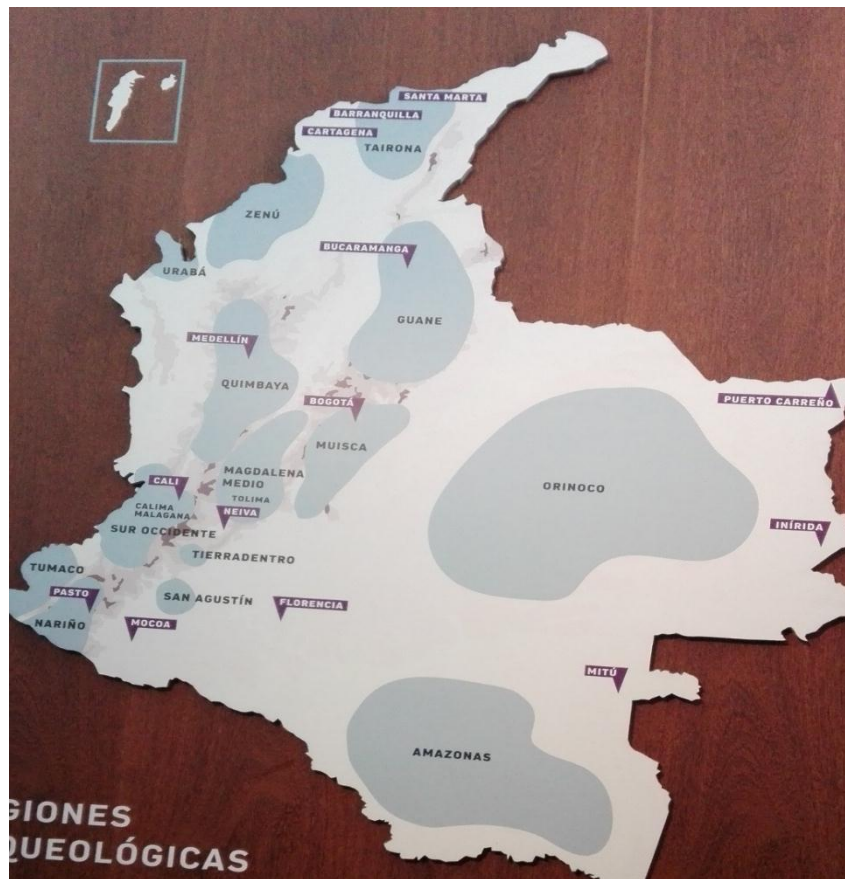 SANTA MARTA
BARRANQUILLA
CARTAGENA
TAIRONA
ZENÚ
BUCARAMANGA
URABÁ
GUANE
MEDELLÍN
QUIMBAYA
PUERTO CARREÑO
BOGOTÁ
MUISCA
MAGDALENA
MEDIO
TOLIMA
ORINOCO
CALI
CALIMA
MALAGANA
NEIVA
INÍRIDA
SUR OCCIDENTE
TIERRADENTRO
TUMACO
PASTO
SAN AGUSTÍN
FLORENCIA
NARIÑO
MOCOA
MITÚ
AMAZONAS
GIONES
QUEOLÓGICAS